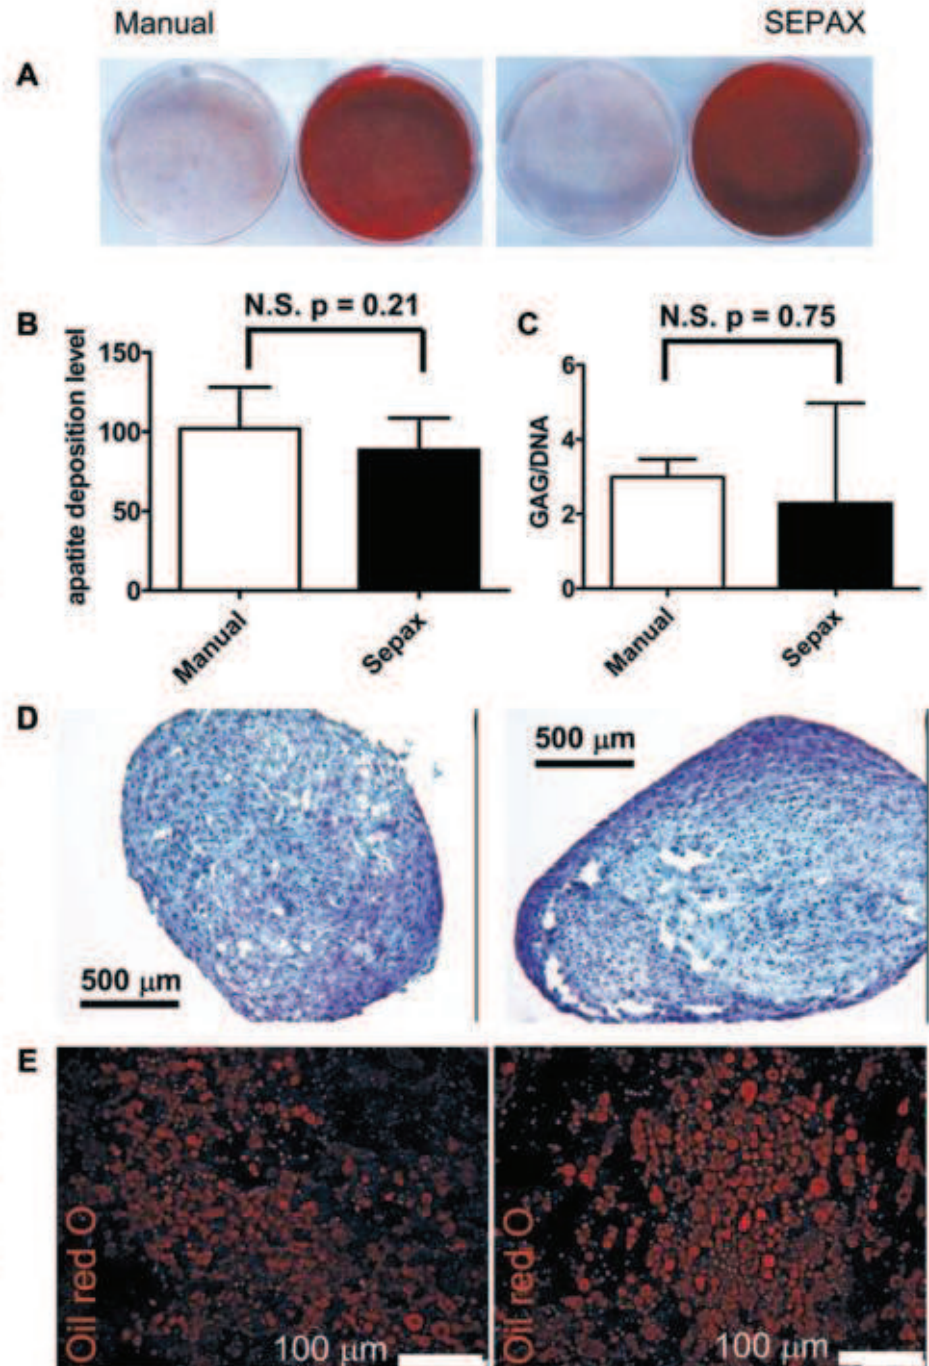 Manual SEPAX
A
B
N.S. p = 0.21
apatite deposition level
150
100
50
0
Manual
Sepax
C
N.S. p = 0.75
GAG/DNA
6
4
2
0
Manual
Sepax
D
500 μm
500 μm
E
Oil red O
100 μm
Oil red O
100 μm